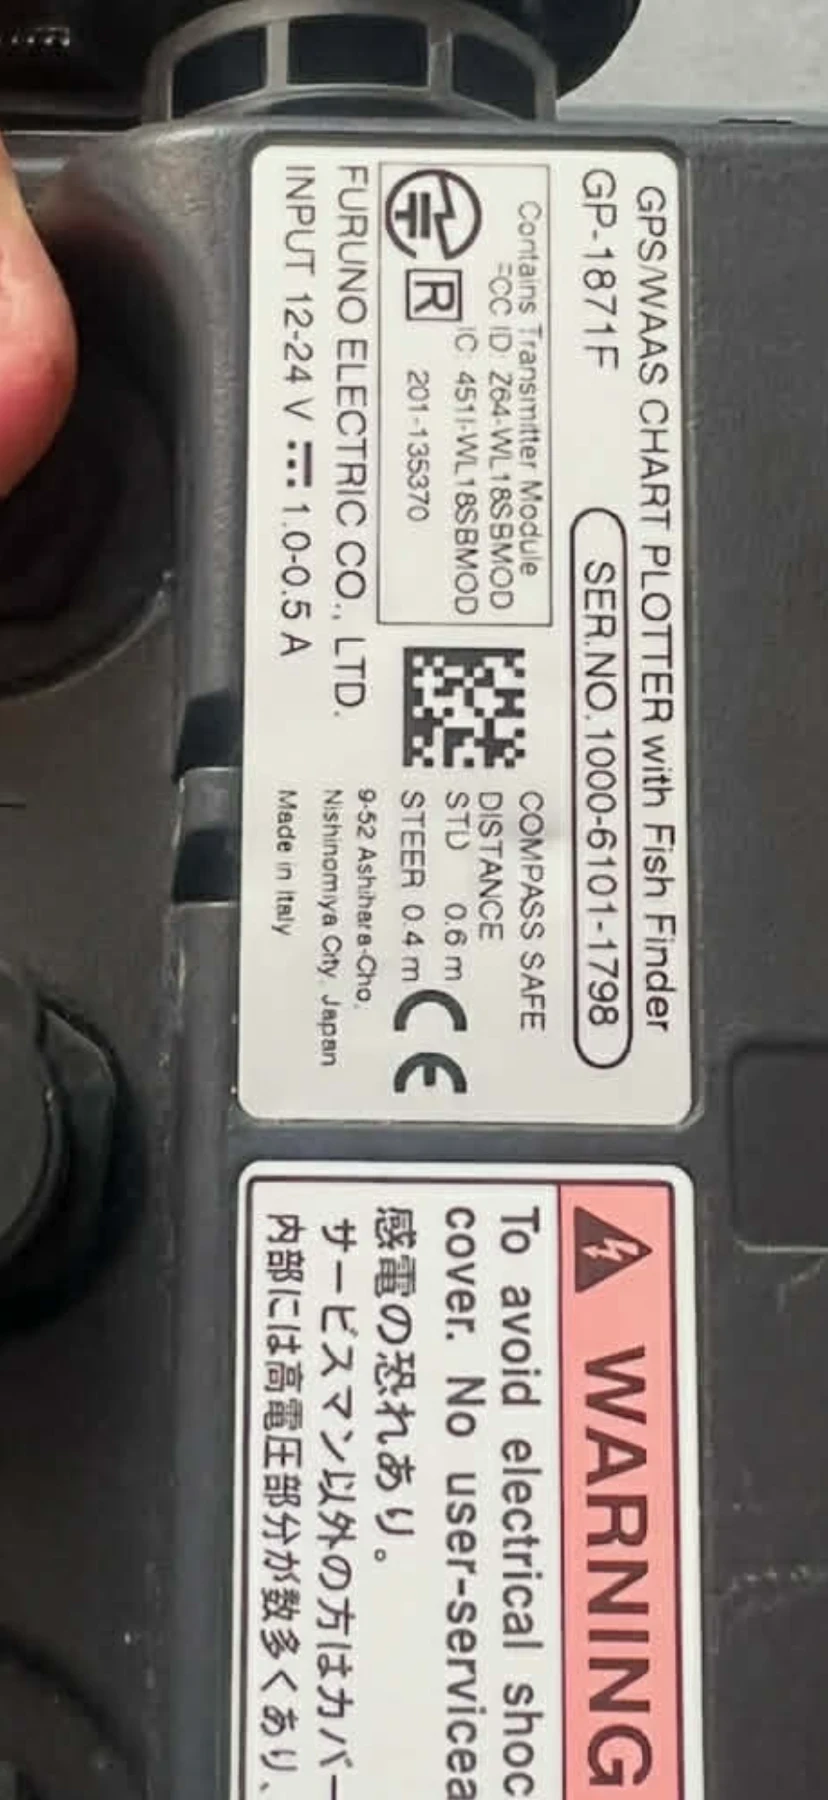 GPS/WAAS CHART PLOTTER with Fish Finder
GP-1871F
SER.NO.1000-6101-1798
Contains Transmitter Module
FCC ID: Z64-WL18SBMOD
IC: 451I-WL18SBMOD
R 201-135370
COMPASS SAFE
DISTANCE
STD 0.6 m
STEER 0.4 m
CE
FURUNO ELECTRIC CO., LTD.
9-52 Ashihara-Cho,
Nishinomiya City, Japan
INPUT 12-24 V ⎓ 1.0-0.5 A
Made in Italy
WARNING
To avoid electrical shoc
cover. No user-servicea
感電の恐れあり。
サービスマン以外の方はカバー
内部には高電圧部分が数多くあり、